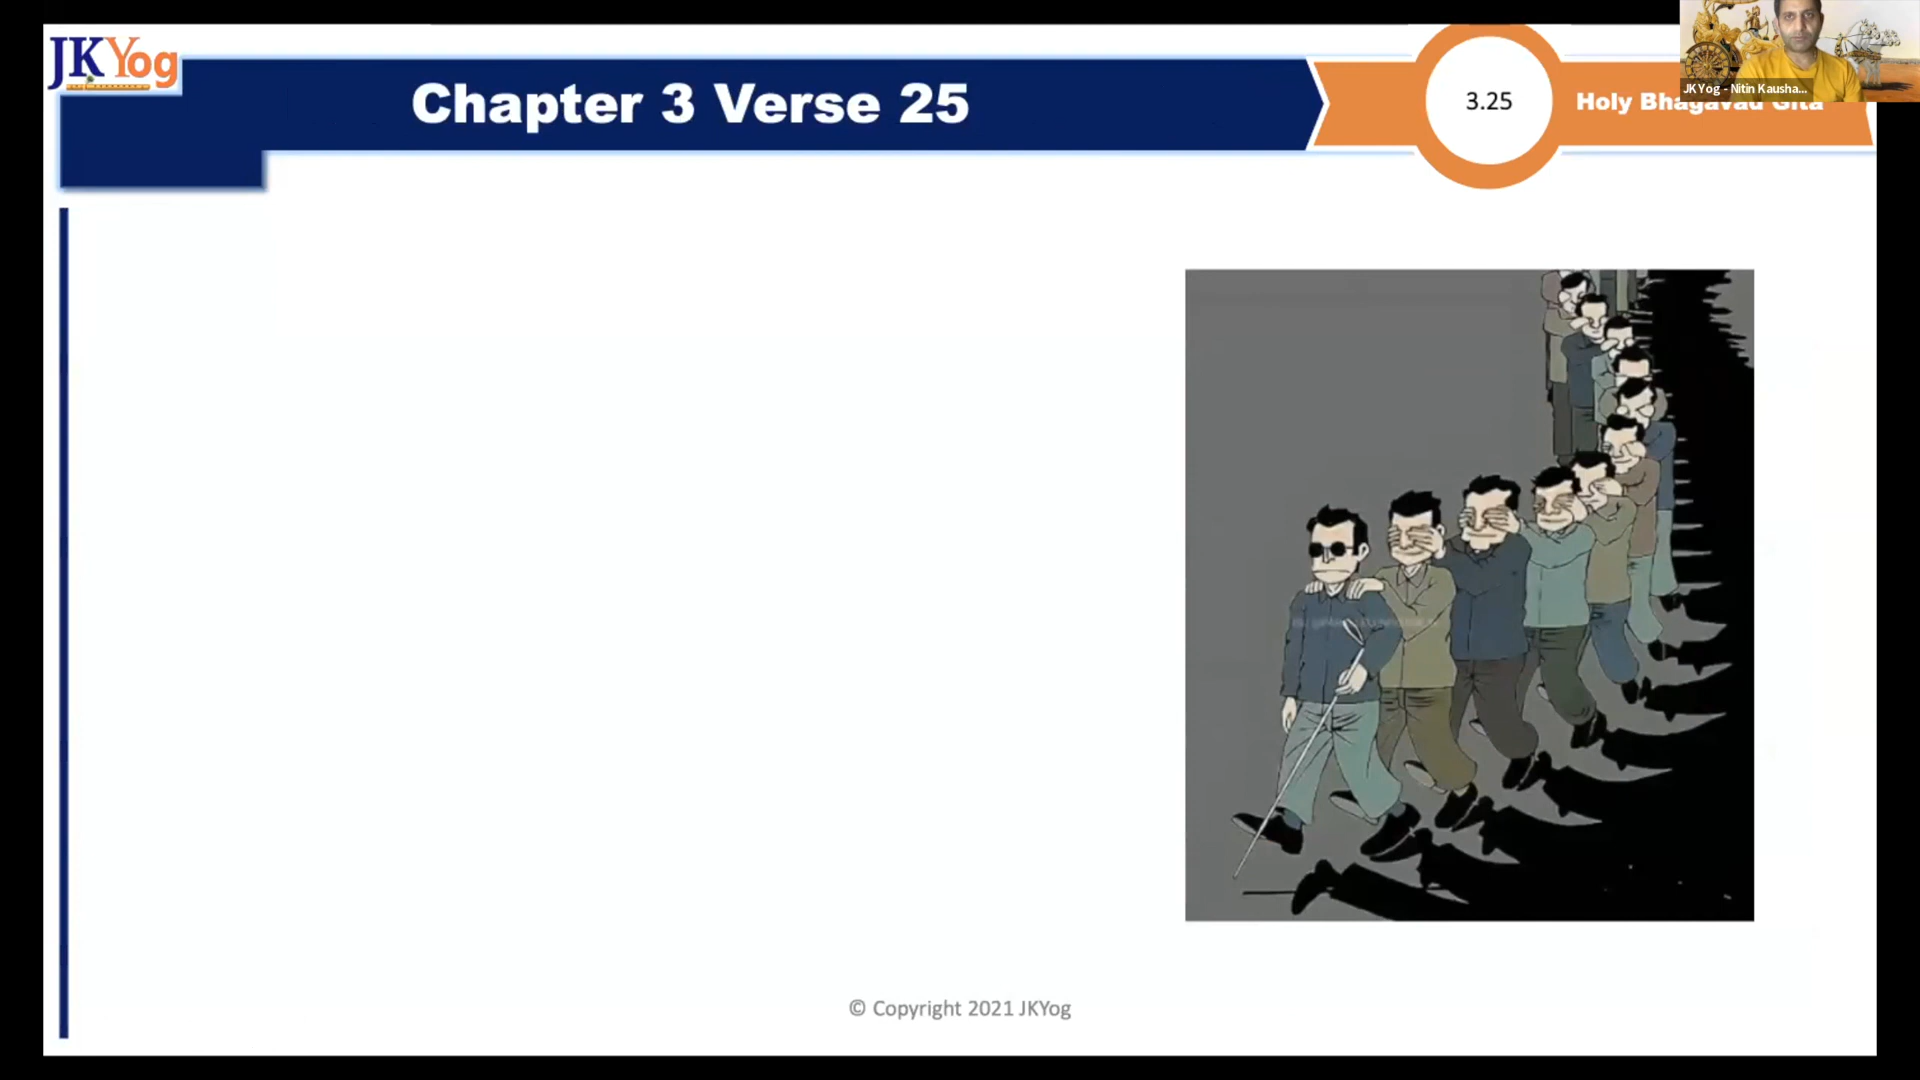 JKYog
Chapter 3 Verse 25
3.25
Holy Bhagavad Gita
JKYog - Nitin Kausha...
© Copyright 2021 JKYog